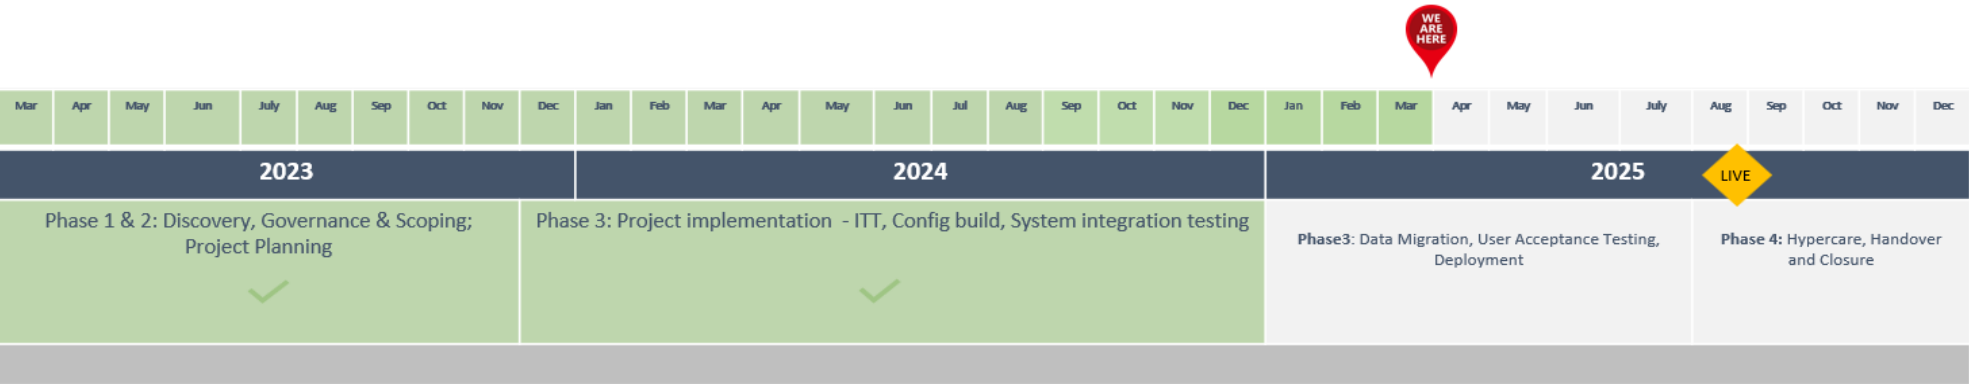 WE
ARE
HERE
Mar Apr May Jun July Aug Sep Oct Nov Dec Jan Feb Mar Apr May Jun Jul Aug Sep Oct Nov Dec Jan Feb Mar Apr May Jun July Aug Sep Oct Nov Dec
2023 2024 2025
LIVE
Phase 1 & 2: Discovery, Governance & Scoping;
Project Planning
Phase 3: Project implementation - ITT, Config build, System integration testing
Phase3: Data Migration, User Acceptance Testing,
Deployment
Phase 4: Hypercare, Handover
and Closure